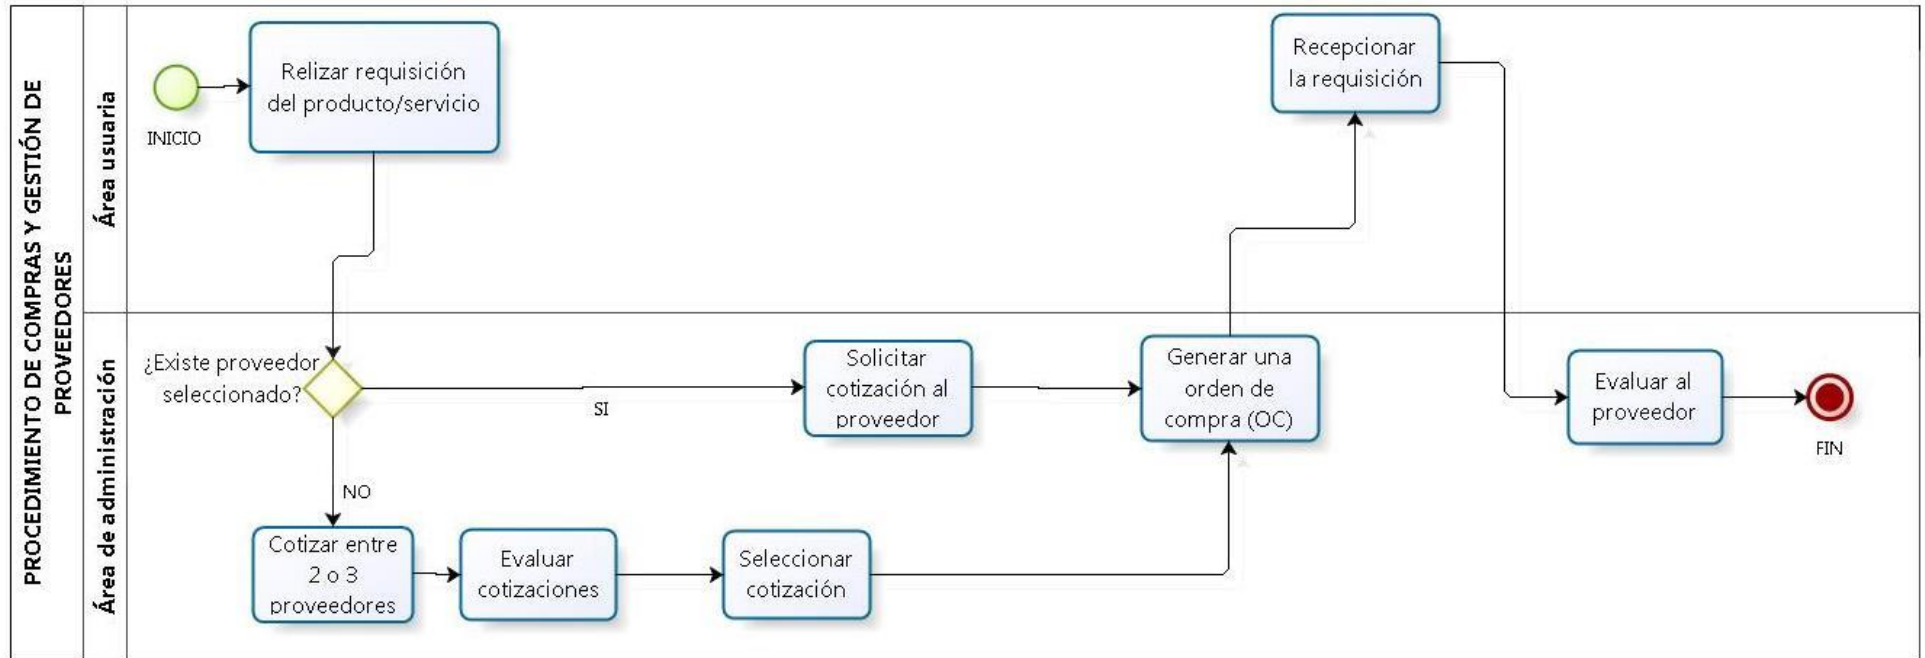 PROCEDIMIENTO DE COMPRAS Y GESTIÓN DE
PROVEEDORES
Área usuaria
INICIO
Relizar requisición
del producto/servicio
Recepcionar
la requisición
Área de administración
¿Existe proveedor
seleccionado?
SI
NO
Solicitar
cotización al
proveedor
Generar una
orden de
compra (OC)
Evaluar al
proveedor
FIN
Cotizar entre
2 o 3
proveedores
Evaluar
cotizaciones
Seleccionar
cotización